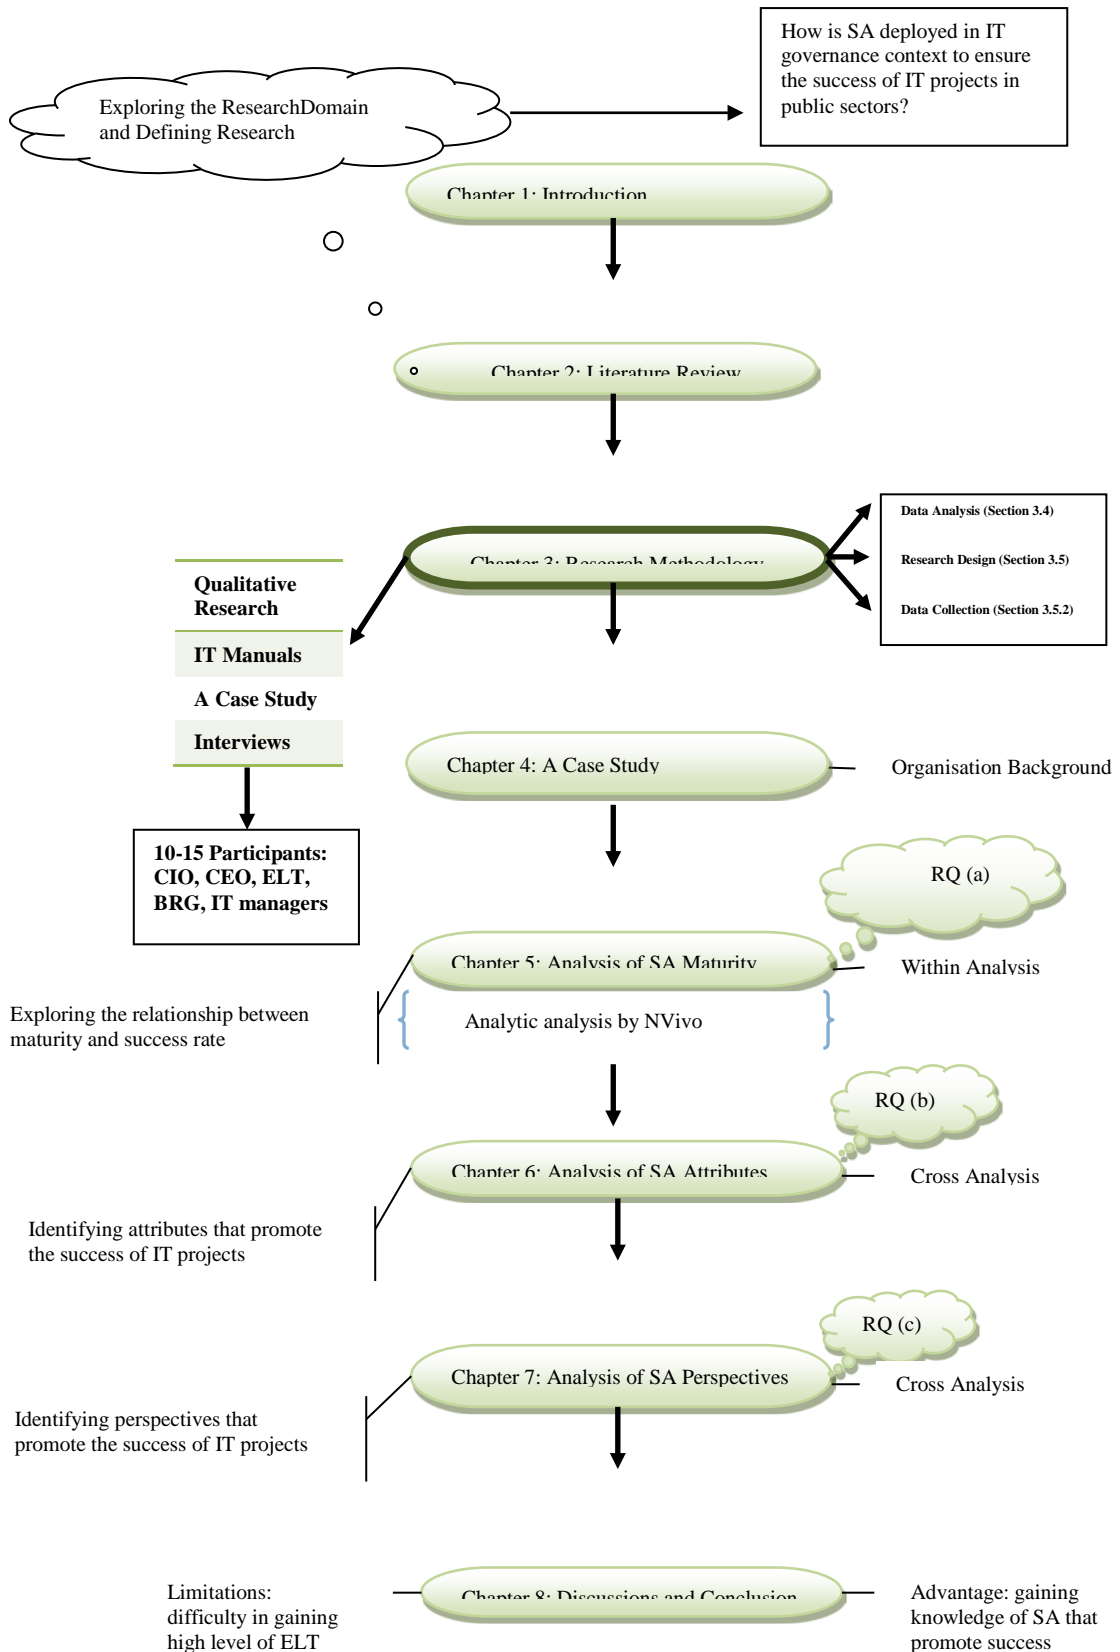 How is SA deployed in IT
governance context to ensure
the success of IT projects in
public sectors?
Exploring the ResearchDomain
and Defining Research
Chapter 1: Introduction
Chapter 2: Literature Review
Data Analysis (Section 3.4)
Research Design (Section 3.5)
Data Collection (Section 3.5.2)
Chapter 3: Research Methodology
Qualitative
Research
IT Manuals
A Case Study
Interviews
Chapter 4: A Case Study
Organisation Background
10-15 Participants:
CIO, CEO, ELT,
BRG, IT managers
RQ (a)
Chapter 5: Analysis of SA Maturity
Within Analysis
Exploring the relationship between
maturity and success rate
Analytic analysis by NVivo
RQ (b)
Chapter 6: Analysis of SA Attributes
Cross Analysis
Identifying attributes that promote
the success of IT projects
RQ (c)
Chapter 7: Analysis of SA Perspectives
Cross Analysis
Identifying perspectives that
promote the success of IT projects
Limitations:
difficulty in gaining
high level of ELT
Chapter 8: Discussions and Conclusion
Advantage: gaining
knowledge of SA that
promote success